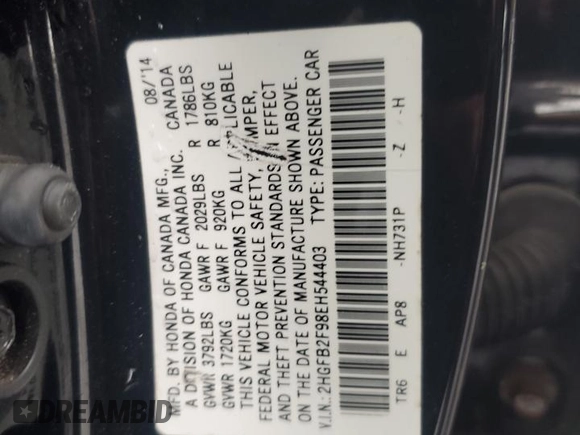 MFD. BY HONDA OF CANADA MFG., 08/'14
A DIVISION OF HONDA CANADA INC. CANADA
GVWR 3792LBS GAWR F 2029LBS R 1786LBS
GVWR 1720KG GAWR F 920KG R 810KG
THIS VEHICLE CONFORMS TO ALL
FEDERAL MOTOR VEHICLE SAFETY,
AND THEFT PREVENTION STANDARDS IN EFFECT
ON THE DATE OF MANUFACTURE SHOWN ABOVE.
V.I.N.: 2HGFB2F98EH544403 TYPE: PASSENGER CAR
TR6 E AP8 -NH731P -Z -H
DREAMBID